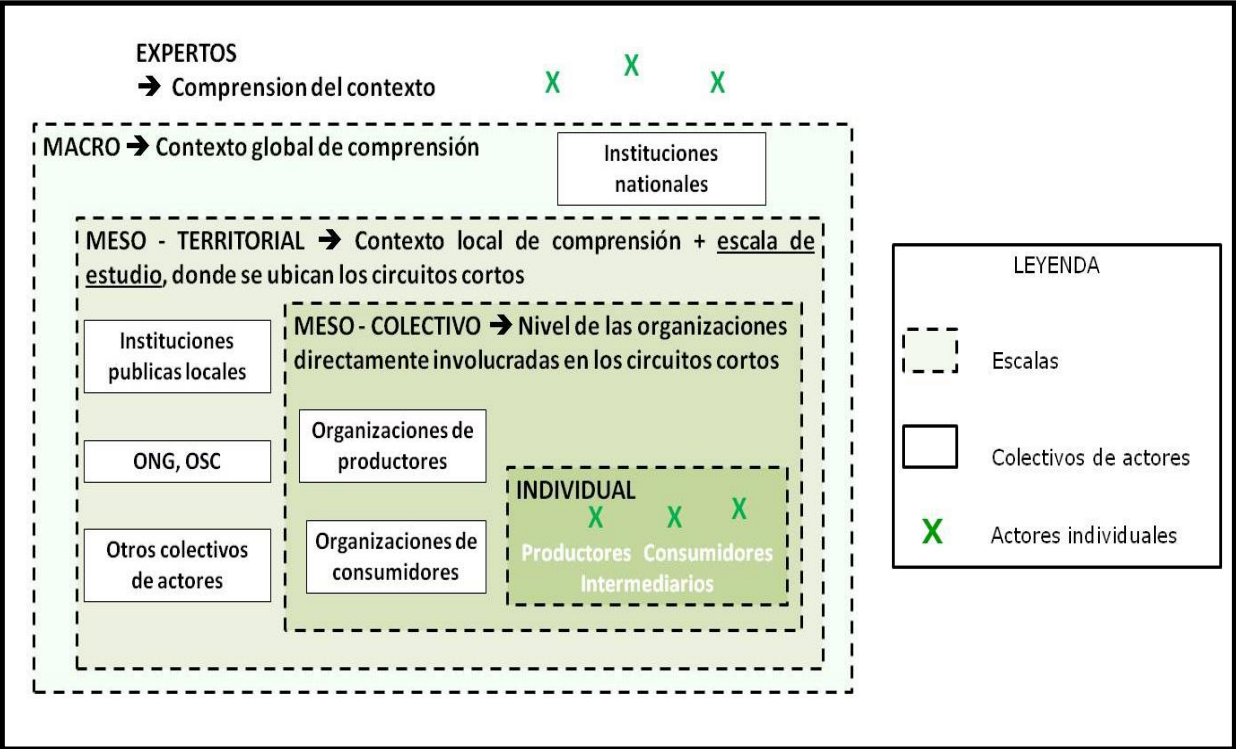 EXPERTOS
➔ Comprension del contexto
X X X
MACRO ➔ Contexto global de comprensión
Instituciones
nationales
MESO - TERRITORIAL ➔ Contexto local de comprensión + escala de
estudio, donde se ubican los circuitos cortos
Instituciones
publicas locales
ONG, OSC
Otros colectivos
de actores
MESO - COLECTIVO ➔ Nivel de las organizaciones
directamente involucradas en los circuitos cortos
Organizaciones de
productores
Organizaciones de
consumidores
INDIVIDUAL
X X X
Productores Consumidores
Intermediarios
LEYENDA
Escalas
Colectivos de actores
X Actores individuales